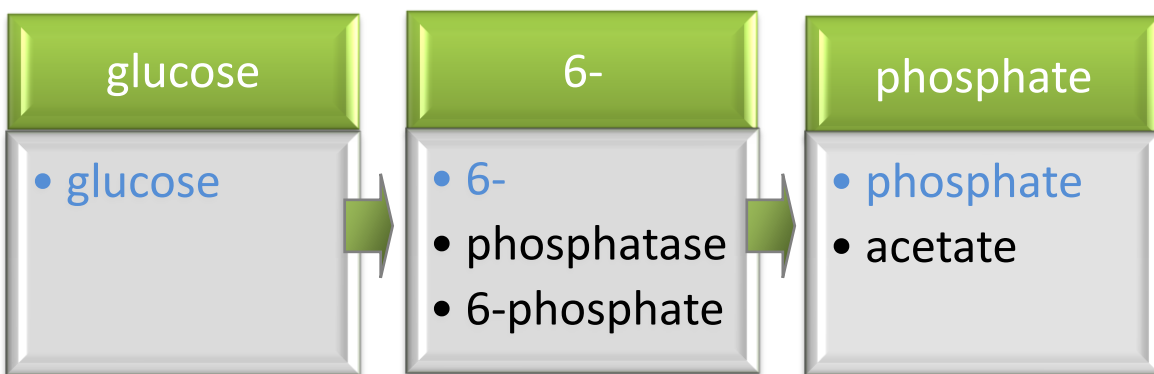 glucose
• glucose
6-
• 6-
• phosphatase
• 6-phosphate
phosphate
• phosphate
• acetate